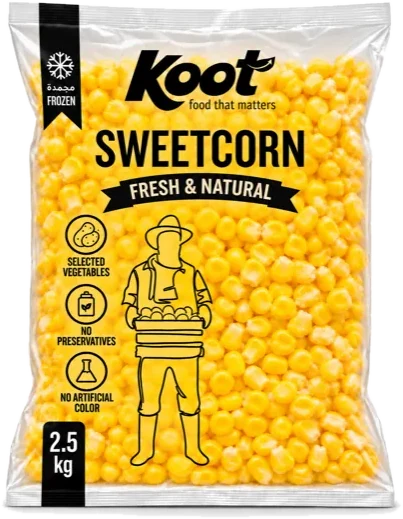 مجمدة
FROZEN
Koot
food that matters
SWEETCORN
FRESH & NATURAL
SELECTED
VEGETABLES
NO
PRESERVATIVES
NO ARTIFICIAL
COLOR
2.5
kg